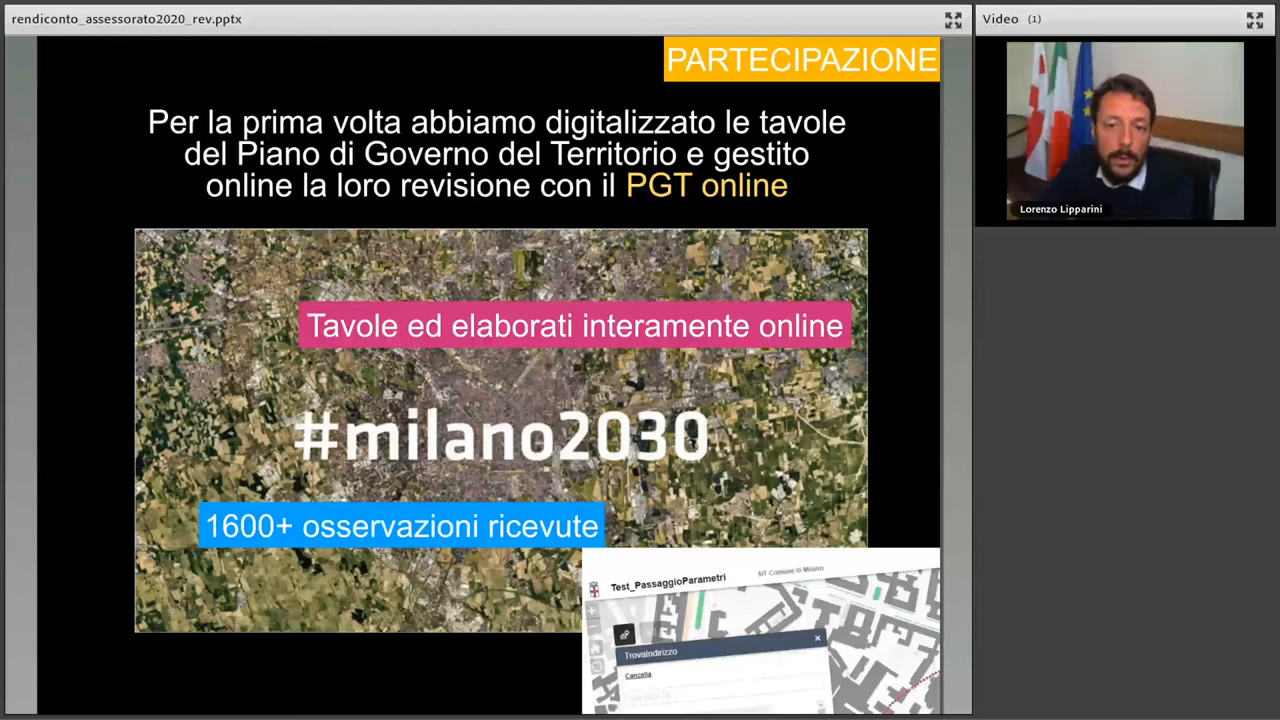 rendiconto_assessorato2020_rev.pptx
Video (1)
PARTECIPAZIONE
Per la prima volta abbiamo digitalizzato le tavole
del Piano di Governo del Territorio e gestito
online la loro revisione con il PGT online
Lorenzo Lipparini
Tavole ed elaborati interamente online
#milano2030
1600+ osservazioni ricevute
Test_PassaggioParametri
SIT Comune di Milano
TrovaIndirizzo
Cancella